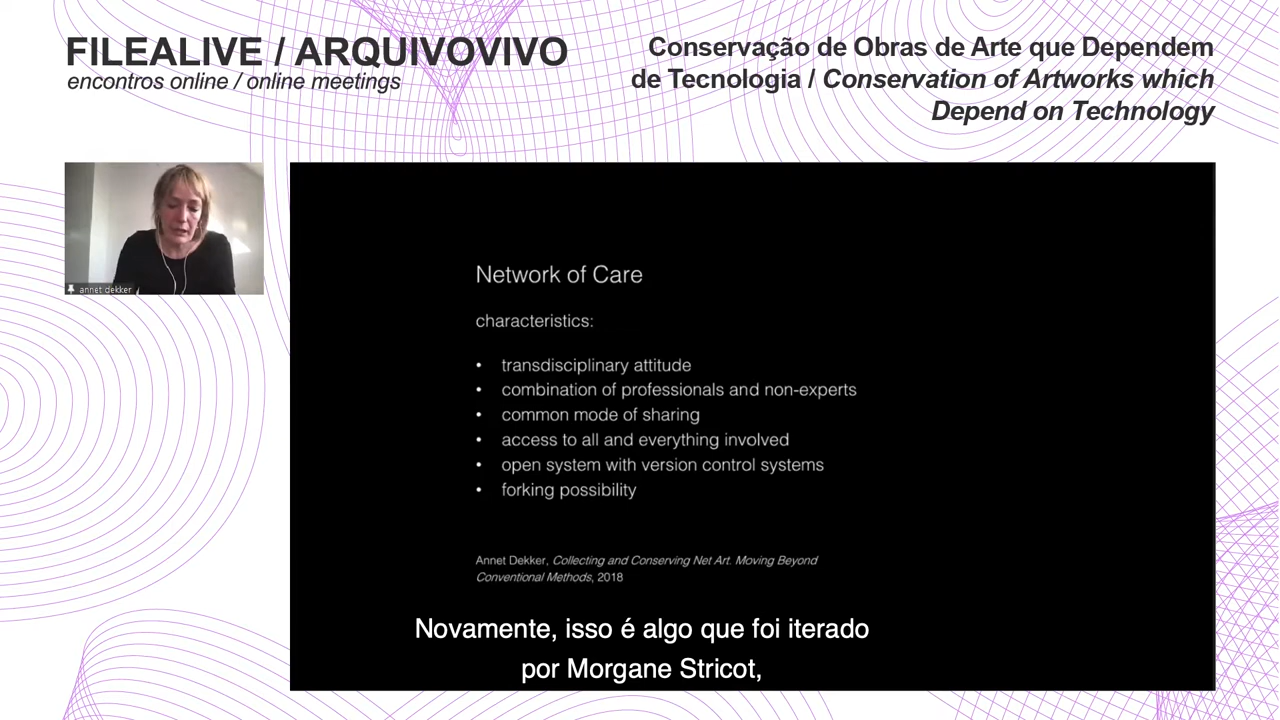 FILEALIVE / ARQUIVOVIVO
encontros online / online meetings
Conservação de Obras de Arte que Dependem
de Tecnologia / Conservation of Artworks which
Depend on Technology
annet dekker
Network of Care
characteristics:
• transdisciplinary attitude
• combination of professionals and non-experts
• common mode of sharing
• access to all and everything involved
• open system with version control systems
• forking possibility
Annet Dekker, Collecting and Conserving Net Art. Moving Beyond
Conventional Methods, 2018
Novamente, isso é algo que foi iterado
por Morgane Stricot,